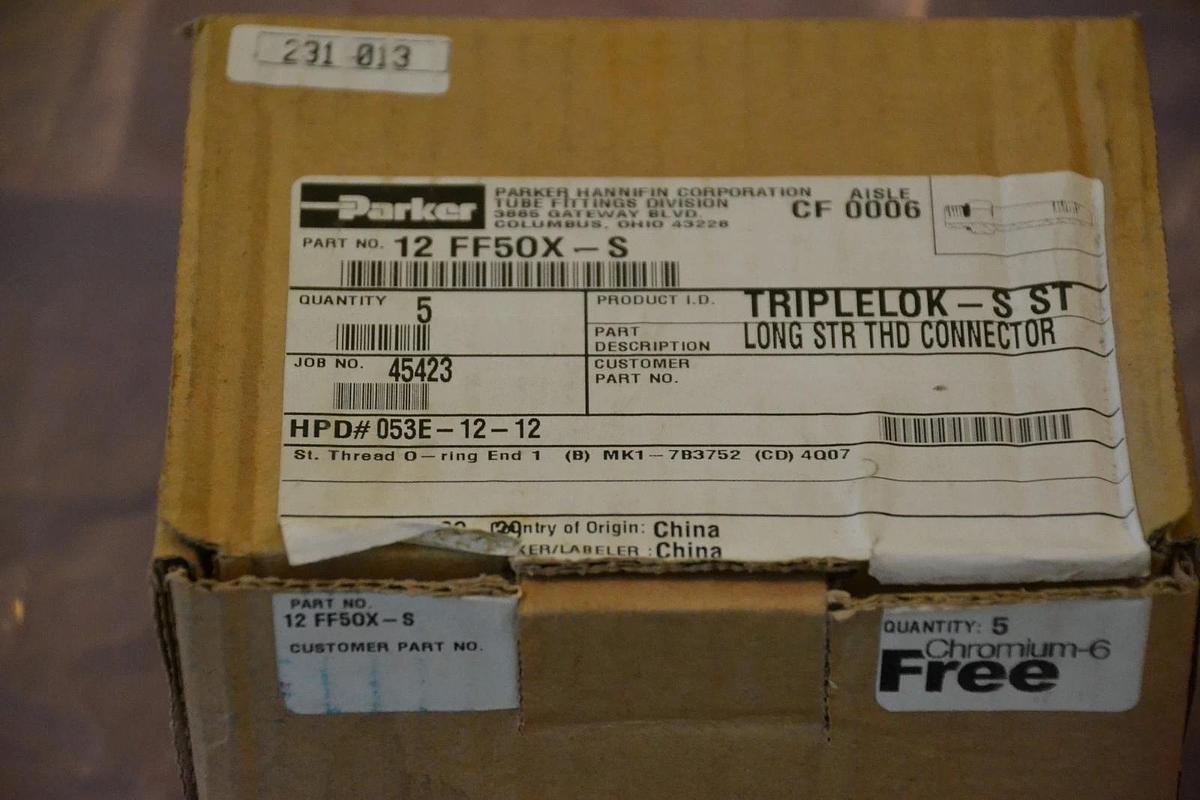 231 013
Parker
PARKER HANNIFIN CORPORATION
TUBE FITTINGS DIVISION
3885 GATEWAY BLVD.
COLUMBUS, OHIO 43228
AISLE
CF 0006
PART NO. 12 FF50X-S
QUANTITY 5
PRODUCT I.D. TRIPLELOK-S ST
PART DESCRIPTION LONG STR THD CONNECTOR
JOB NO. 45423
CUSTOMER PART NO.
HPD# 053E-12-12
St. Thread O-ring End 1 (B) MK1-7B3752 (CD) 4Q07
Country of Origin: China
KER/LABELER : China
PART NO.
12 FF50X-S
CUSTOMER PART NO.
QUANTITY: 5
Chromium-6
Free